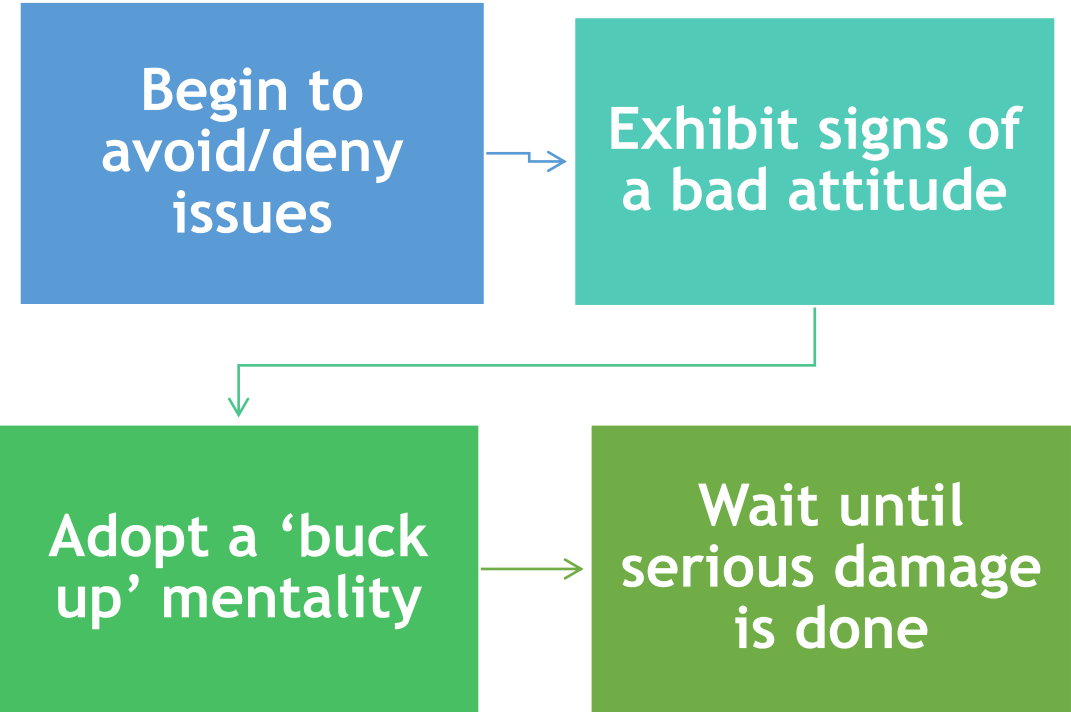 Begin to
avoid/deny
issues
Exhibit signs of
a bad attitude
Adopt a ‘buck
up’ mentality
Wait until
serious damage
is done